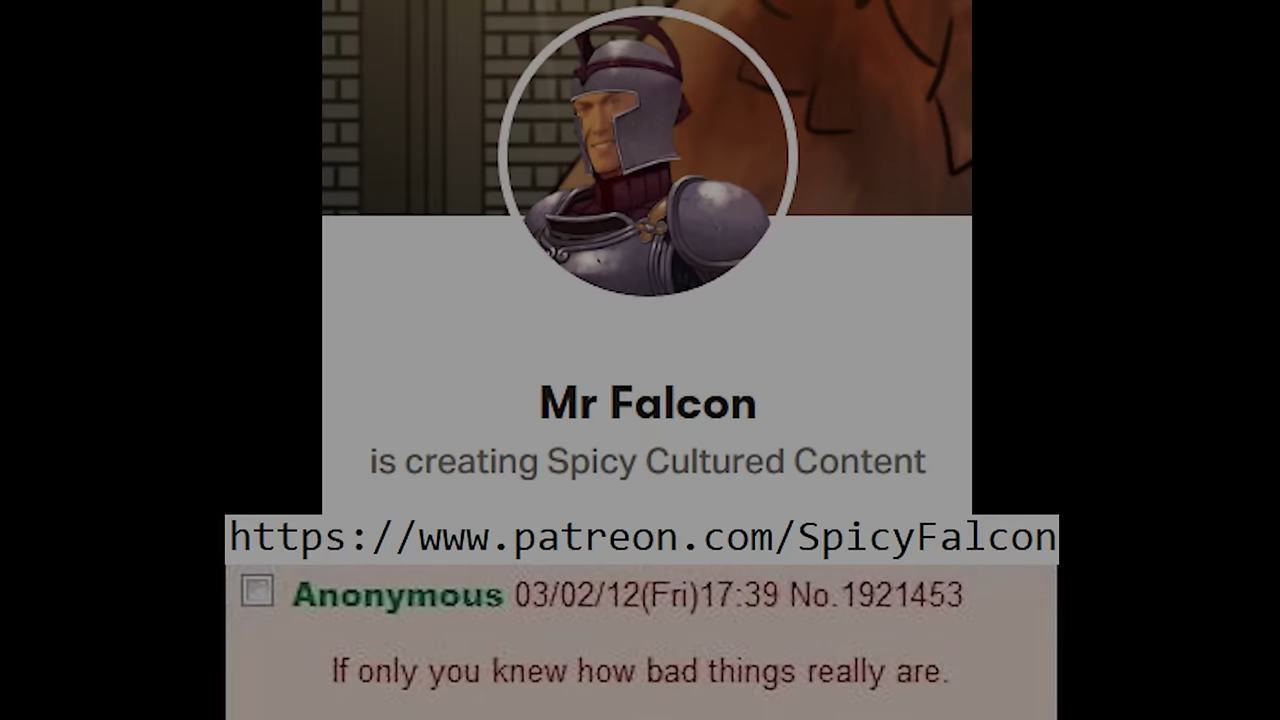 Mr Falcon
is creating Spicy Cultured Content
https://www.patreon.com/SpicyFalcon
Anonymous 03/02/12(Fri)17:39 No.1921453
If only you knew how bad things really are.